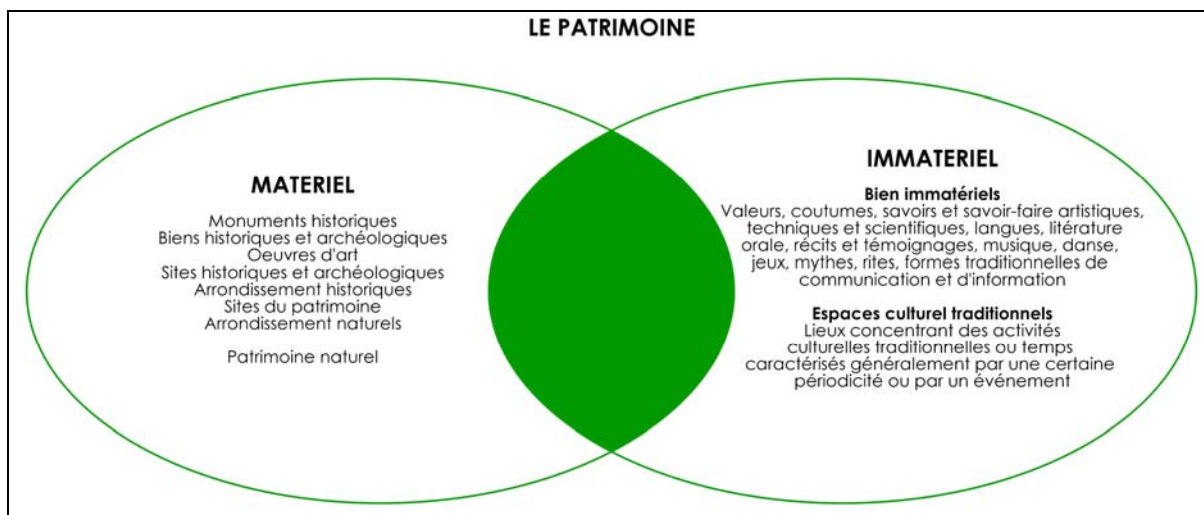 LE PATRIMOINE
MATERIEL
Monuments historiques
Biens historiques et archéologiques
Oeuvres d'art
Sites historiques et archéologiques
Arrondissement historiques
Sites du patrimoine
Arrondissement naturels
Patrimoine naturel
IMMATERIEL
Bien immatériels
Valeurs, coutumes, savoirs et savoir-faire artistiques,
techniques et scientifiques, langues, litérature
orale, récits et témoignages, musique, danse,
jeux, mythes, rites, formes traditionnelles de
communication et d'information
Espaces culturel traditionnels
Lieux concentrant des activités
culturelles traditionnelles ou temps
caractérisés généralement par une certaine
périodicité ou par un événement